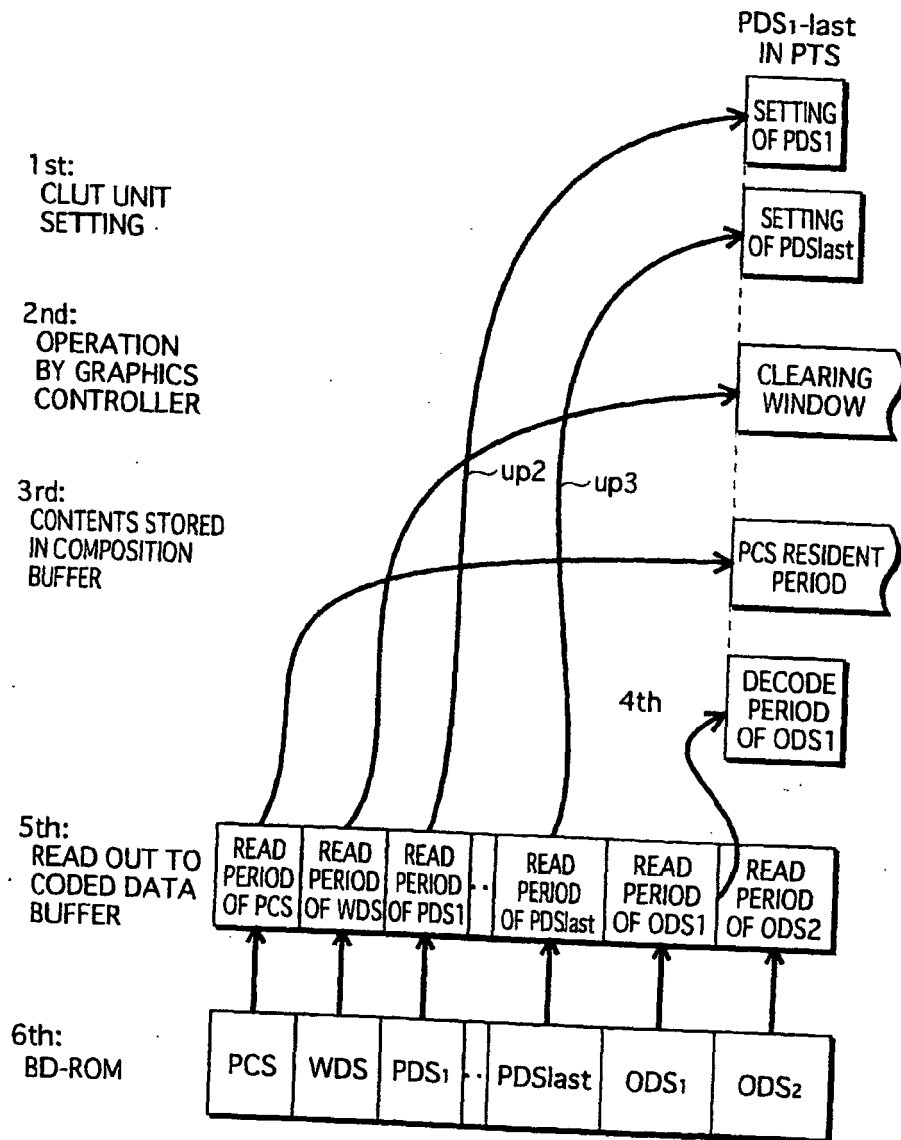 PDS1-last
IN PTS
SETTING
OF PDS1
1st:
CLUT UNIT
SETTING
SETTING
OF PDSlast
2nd:
OPERATION
BY GRAPHICS
CONTROLLER
CLEARING
WINDOW
up2
up3
3rd:
CONTENTS STORED
IN COMPOSITION
BUFFER
PCS RESIDENT
PERIOD
4th
DECODE
PERIOD
OF ODS1
5th:
READ OUT TO
CODED DATA
BUFFER
READ
PERIOD
OF PCS
READ
PERIOD
OF WDS
READ
PERIOD
OF PDS1
··
READ
PERIOD
OF PDSlast
READ
PERIOD
OF ODS1
READ
PERIOD
OF ODS2
6th:
BD-ROM
PCS
WDS
PDS1
··
PDSlast
ODS1
ODS2